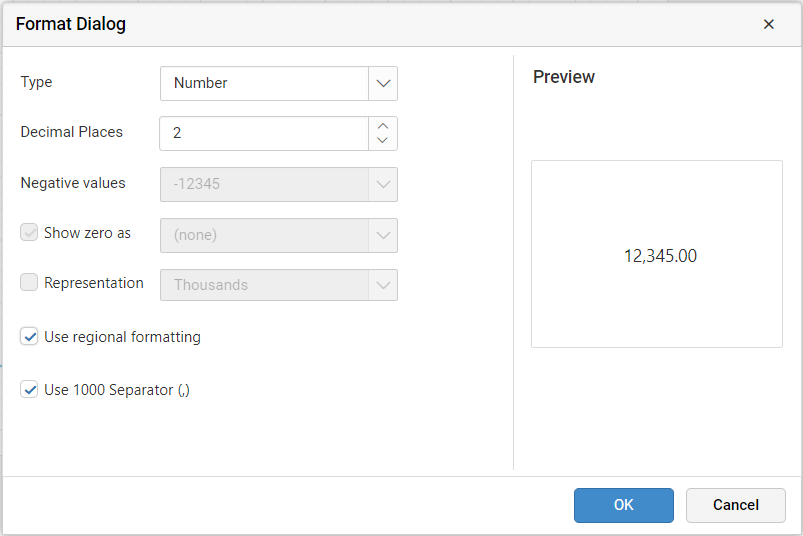 Format Dialog
Type
Number
Preview
Decimal Places
2
Negative values
-12345
Show zero as
(none)
12,345.00
Representation
Thousands
Use regional formatting
Use 1000 Separator (,)
OK
Cancel